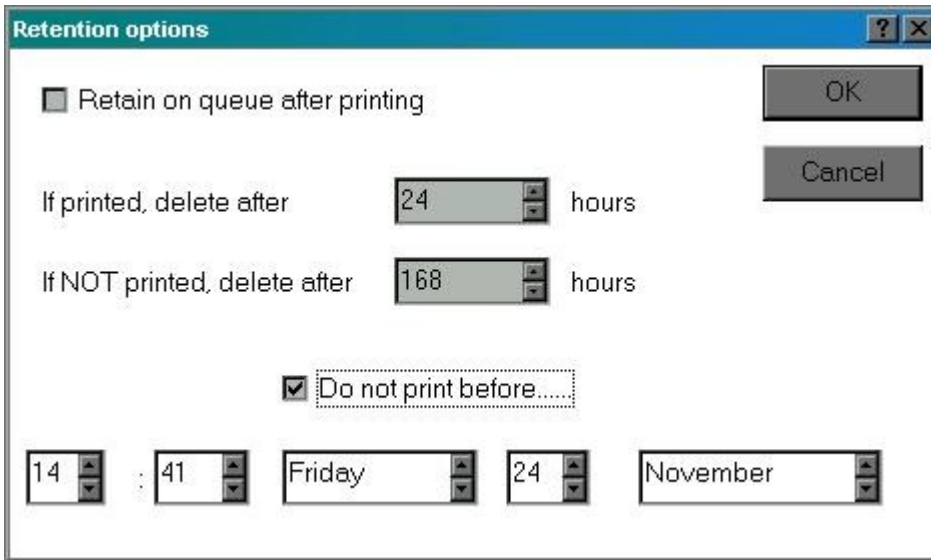 Retention options
Retain on queue after printing
OK
Cancel
If printed, delete after 24 hours
If NOT printed, delete after 168 hours
Do not print before......
14 : 41 Friday 24 November